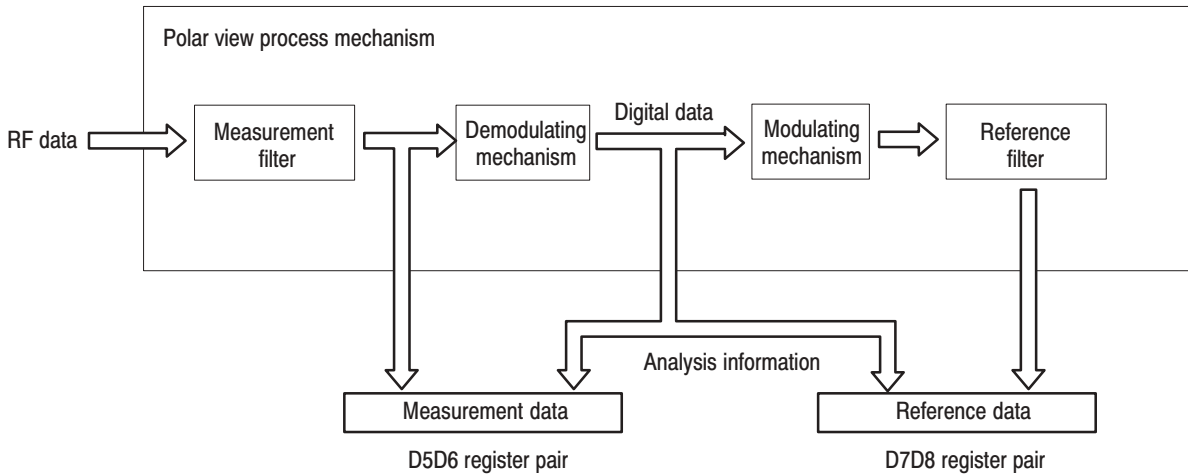 Polar view process mechanism
RF data
Measurement
filter
Demodulating
mechanism
Digital data
Modulating
mechanism
Reference
filter
Analysis information
Measurement data
Reference data
D5D6 register pair
D7D8 register pair